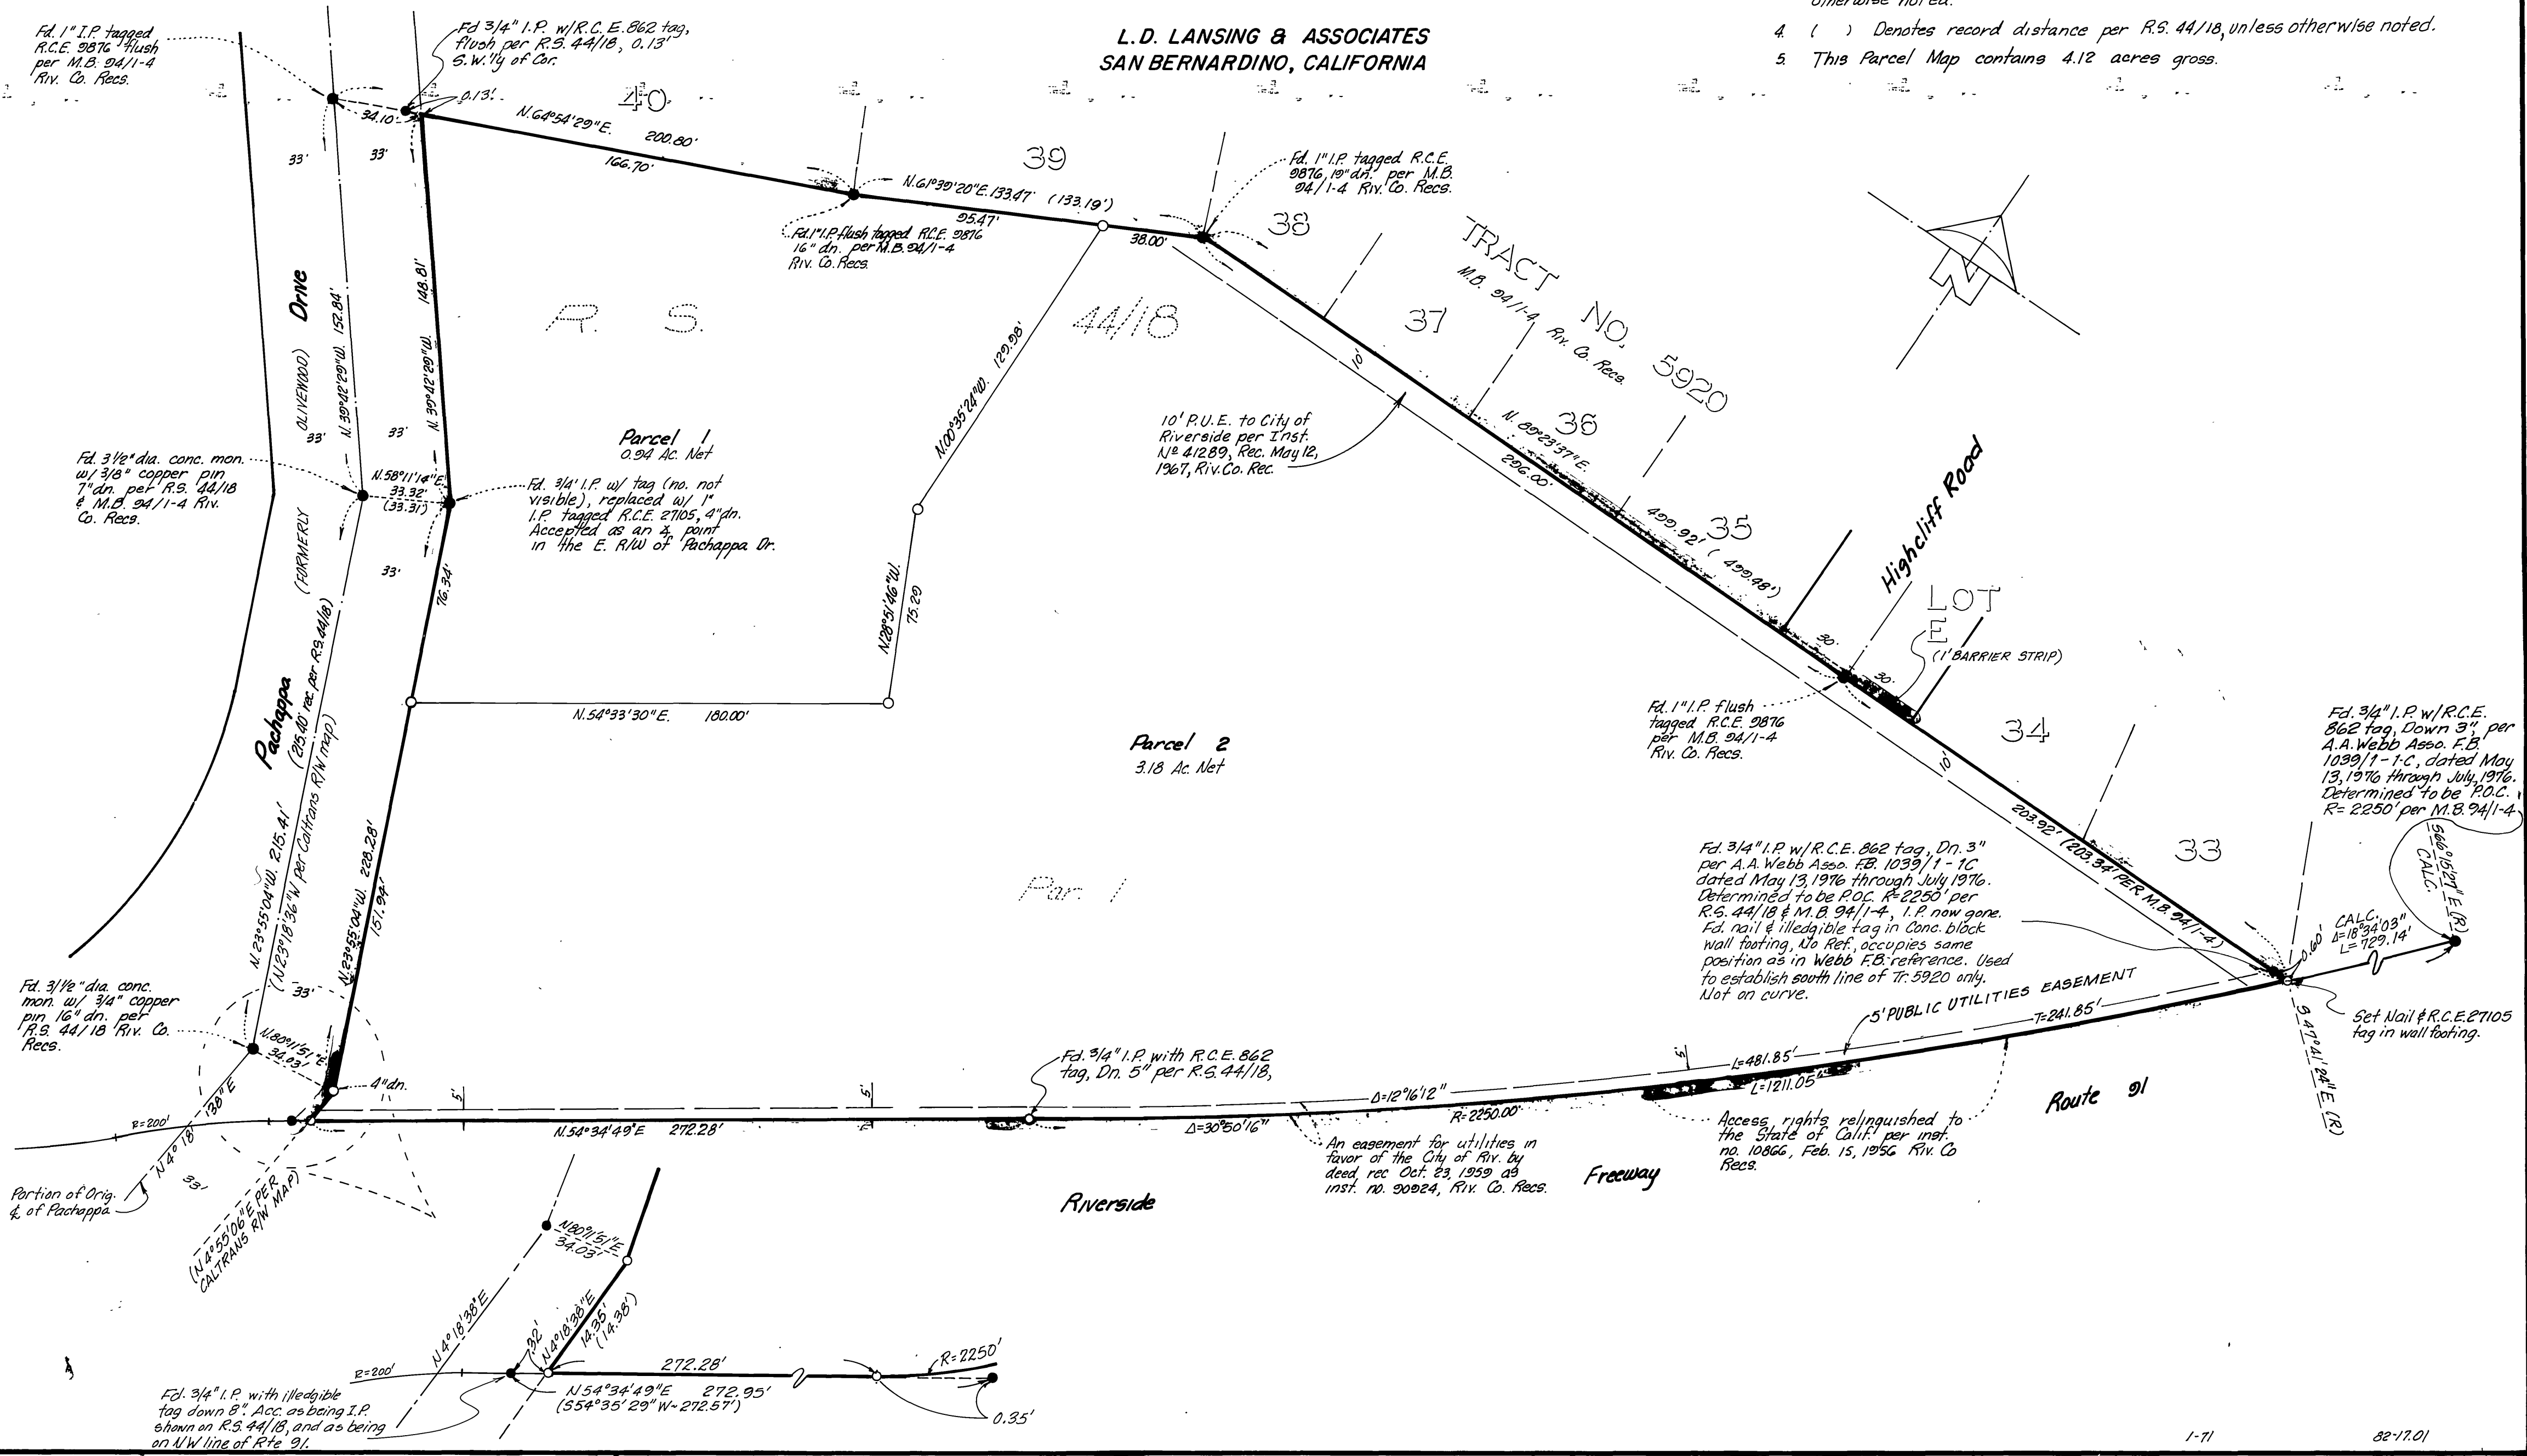 L.D. LANSING & ASSOCIATES
SAN BERNARDINO, CALIFORNIA
otherwise noted.
4. ( ) Denotes record distance per R.S. 44/18, unless otherwise noted.
5. This Parcel Map contains 4.12 acres gross.
Fd. 1" I.P. tagged
R.C.E. 9876 flush
per M.B. 94/1-4
Riv. Co. Recs.
Fd 3/4" I.P. w/R.C.E. 862 tag,
flush per R.S. 44/18, 0.13'
S.W.'ly of Cor.
0.13'
34.10'
33'
33'
40
N.64°54'29"E. 200.80'
166.70'
39
N.61°39'20"E. 133.47' (133.19')
95.47'
38.00'
Fd. 1" I.P. flush tagged R.C.E. 9876
16" dn. per M.B. 94/1-4
Riv. Co. Recs.
Fd. 1" I.P. tagged R.C.E.
9876, 19" dn. per M.B.
94/1-4 Riv. Co. Recs.
38
TRACT NO. 5920
M.B. 94/1-4 Riv. Co. Recs.
37
36
35
34
33
N
Pachappa Drive
(FORMERLY OLIVEWOOD)
N.39°42'29"W. 152.84'
N.39°42'29"W. 148.81'
R. S. 44/18
Parcel 1
0.94 Ac. Net
33'
33'
Fd. 3 1/2" dia. conc. mon.
w/ 3/8" copper pin
7" dn. per R.S. 44/18
& M.B. 94/1-4 Riv.
Co. Recs.
N.58°11'14"E.
33.32'
(33.31')
33'
Fd. 3/4' I.P. w/ tag (no. not
visible), replaced w/ 1"
I.P. tagged R.C.E. 27105, 4" dn.
Accepted as an ∡ point
in the E. R/W of Pachappa Dr.
76.34'
N.00°35'24"W. 129.98'
N.28°51'46"W.
75.29
N.54°33'30"E. 180.00'
10' P.U.E. to City of
Riverside per Inst.
Nº 41289, Rec. May 12,
1967, Riv. Co. Rec.
10'
N. 89°23'37"E.
296.00'
499.92' (499.48')
Highcliff Road
LOT
E
(1' BARRIER STRIP)
30'
30'
Fd. 1" I.P. flush
tagged R.C.E. 9876
per M.B. 94/1-4
Riv. Co. Recs.
10'
203.92' (203.34' PER M.B. 94/1-4)
Parcel 2
3.18 Ac. Net
Par. 1
Fd. 3/4" I.P. w/R.C.E.
862 tag, Down 3", per
A.A. Webb Asso. F.B.
1039/1-1-C, dated May
13, 1976 through July, 1976.
Determined to be P.O.C.
R= 2250' per M.B. 94/1-4
S66°15'27"E (R)
CALC.
CALC.
Δ=18°34'03"
L= 729.14'
0.60'
Fd. 3/4" I.P. w/ R.C.E. 862 tag, Dn. 3"
per A.A. Webb Asso. F.B. 1039/1-1C
dated May 13, 1976 through July 1976.
Determined to be P.O.C. R=2250' per
R.S. 44/18 & M.B. 94/1-4, I.P. now gone.
Fd. nail & illedgible tag in Conc. block
wall footing, No Ref., occupies same
position as in Webb F.B. reference. Used
to establish south line of Tr. 5920 only.
Not on curve.
Set Nail & R.C.E. 27105
tag in wall footing.
S.47°41'24"E (R)
N.23°55'04"W. 215.41'
(215.40' rec. per R.S. 44/18)
(N23°18'36"W per Caltrans R/W map)
N.23°55'04"W. 228.28'
151.94'
33'
Fd. 3 1/2" dia. conc.
mon. w/ 3/4" copper
pin 16" dn. per
R.S. 44/18 Riv. Co.
Recs.
N.80°11'51"E
34.03'
4" dn.
R=200'
N 4°18'38"E
33'
Portion of Orig.
℄ of Pachappa
(N4°55'06"E PER
CALTRANS R/W MAP)
5'
5'
5'
N.54°34'49"E 272.28'
Fd. 3/4" I.P. with R.C.E. 862
tag, Dn. 5" per R.S. 44/18,
5' PUBLIC UTILITIES EASEMENT
T=241.85'
L=481.85'
L=1211.05'
Δ=12°16'12"
R=2250.00'
Δ=30°50'16"
An easement for utilities in
favor of the City of Riv. by
deed, rec Oct. 23, 1959 as
inst. no. 90924, Riv. Co. Recs.
Access rights relinquished to
the State of Calif. per inst.
no. 10866, Feb. 15, 1956 Riv. Co
Recs.
Riverside Freeway Route 91
N80°11'51"E
34.03'
N 4°18'38"E
.32'
N4°18'38"E
14.35'
(14.38')
R=200'
272.28'
R=2250'
N54°34'49"E 272.95'
(S54°35'29"W~272.57')
0.35'
Fd. 3/4" I.P. with illedgible
tag down 8". Acc. as being I.P.
shown on R.S. 44/18, and as being
on NW line of Rte 91.
1-71
82-17.01